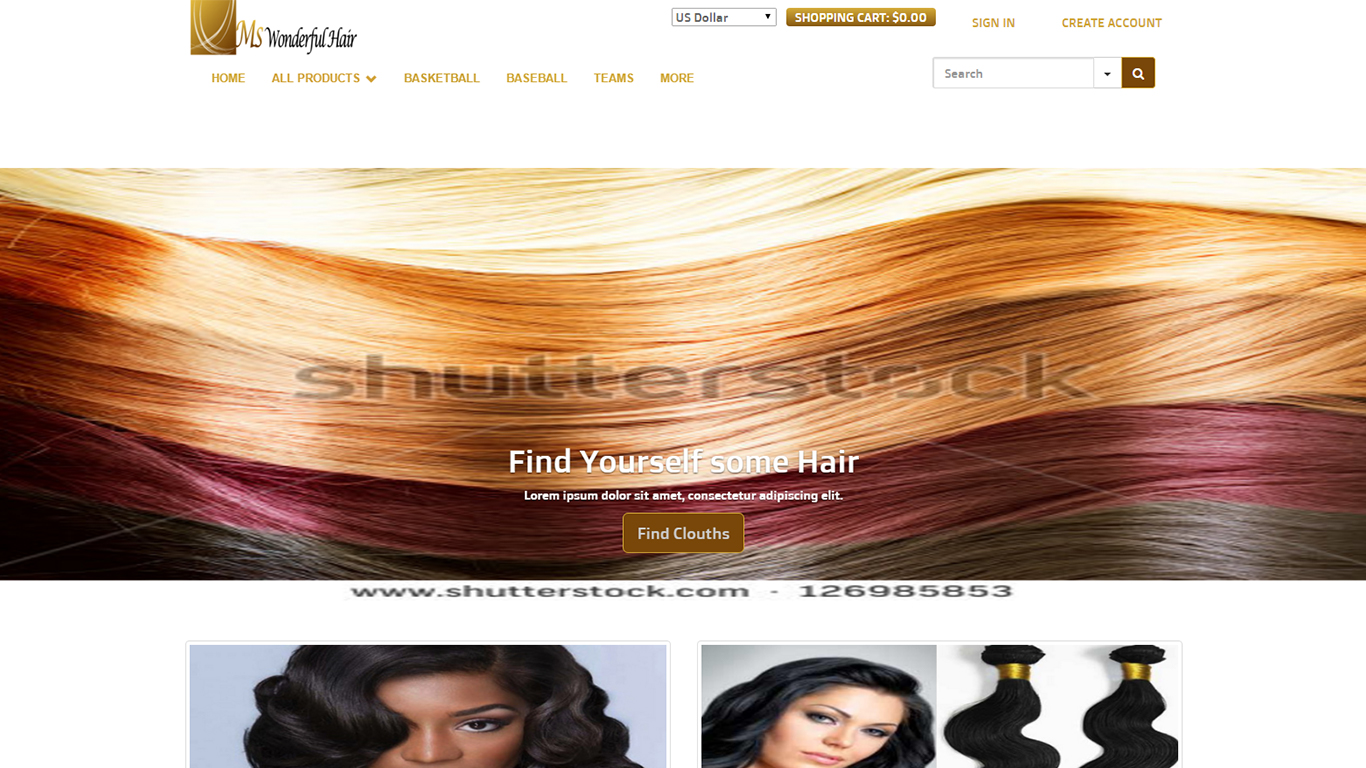 MS Wonderful Hair
US Dollar
SHOPPING CART: $0.00
SIGN IN
CREATE ACCOUNT
HOME
ALL PRODUCTS
BASKETBALL
BASEBALL
TEAMS
MORE
Search
shutterstock
Find Yourself some Hair
Lorem ipsum dolor sit amet, consectetur adipiscing elit.
Find Clouths
www.shutterstock.com - 126985853